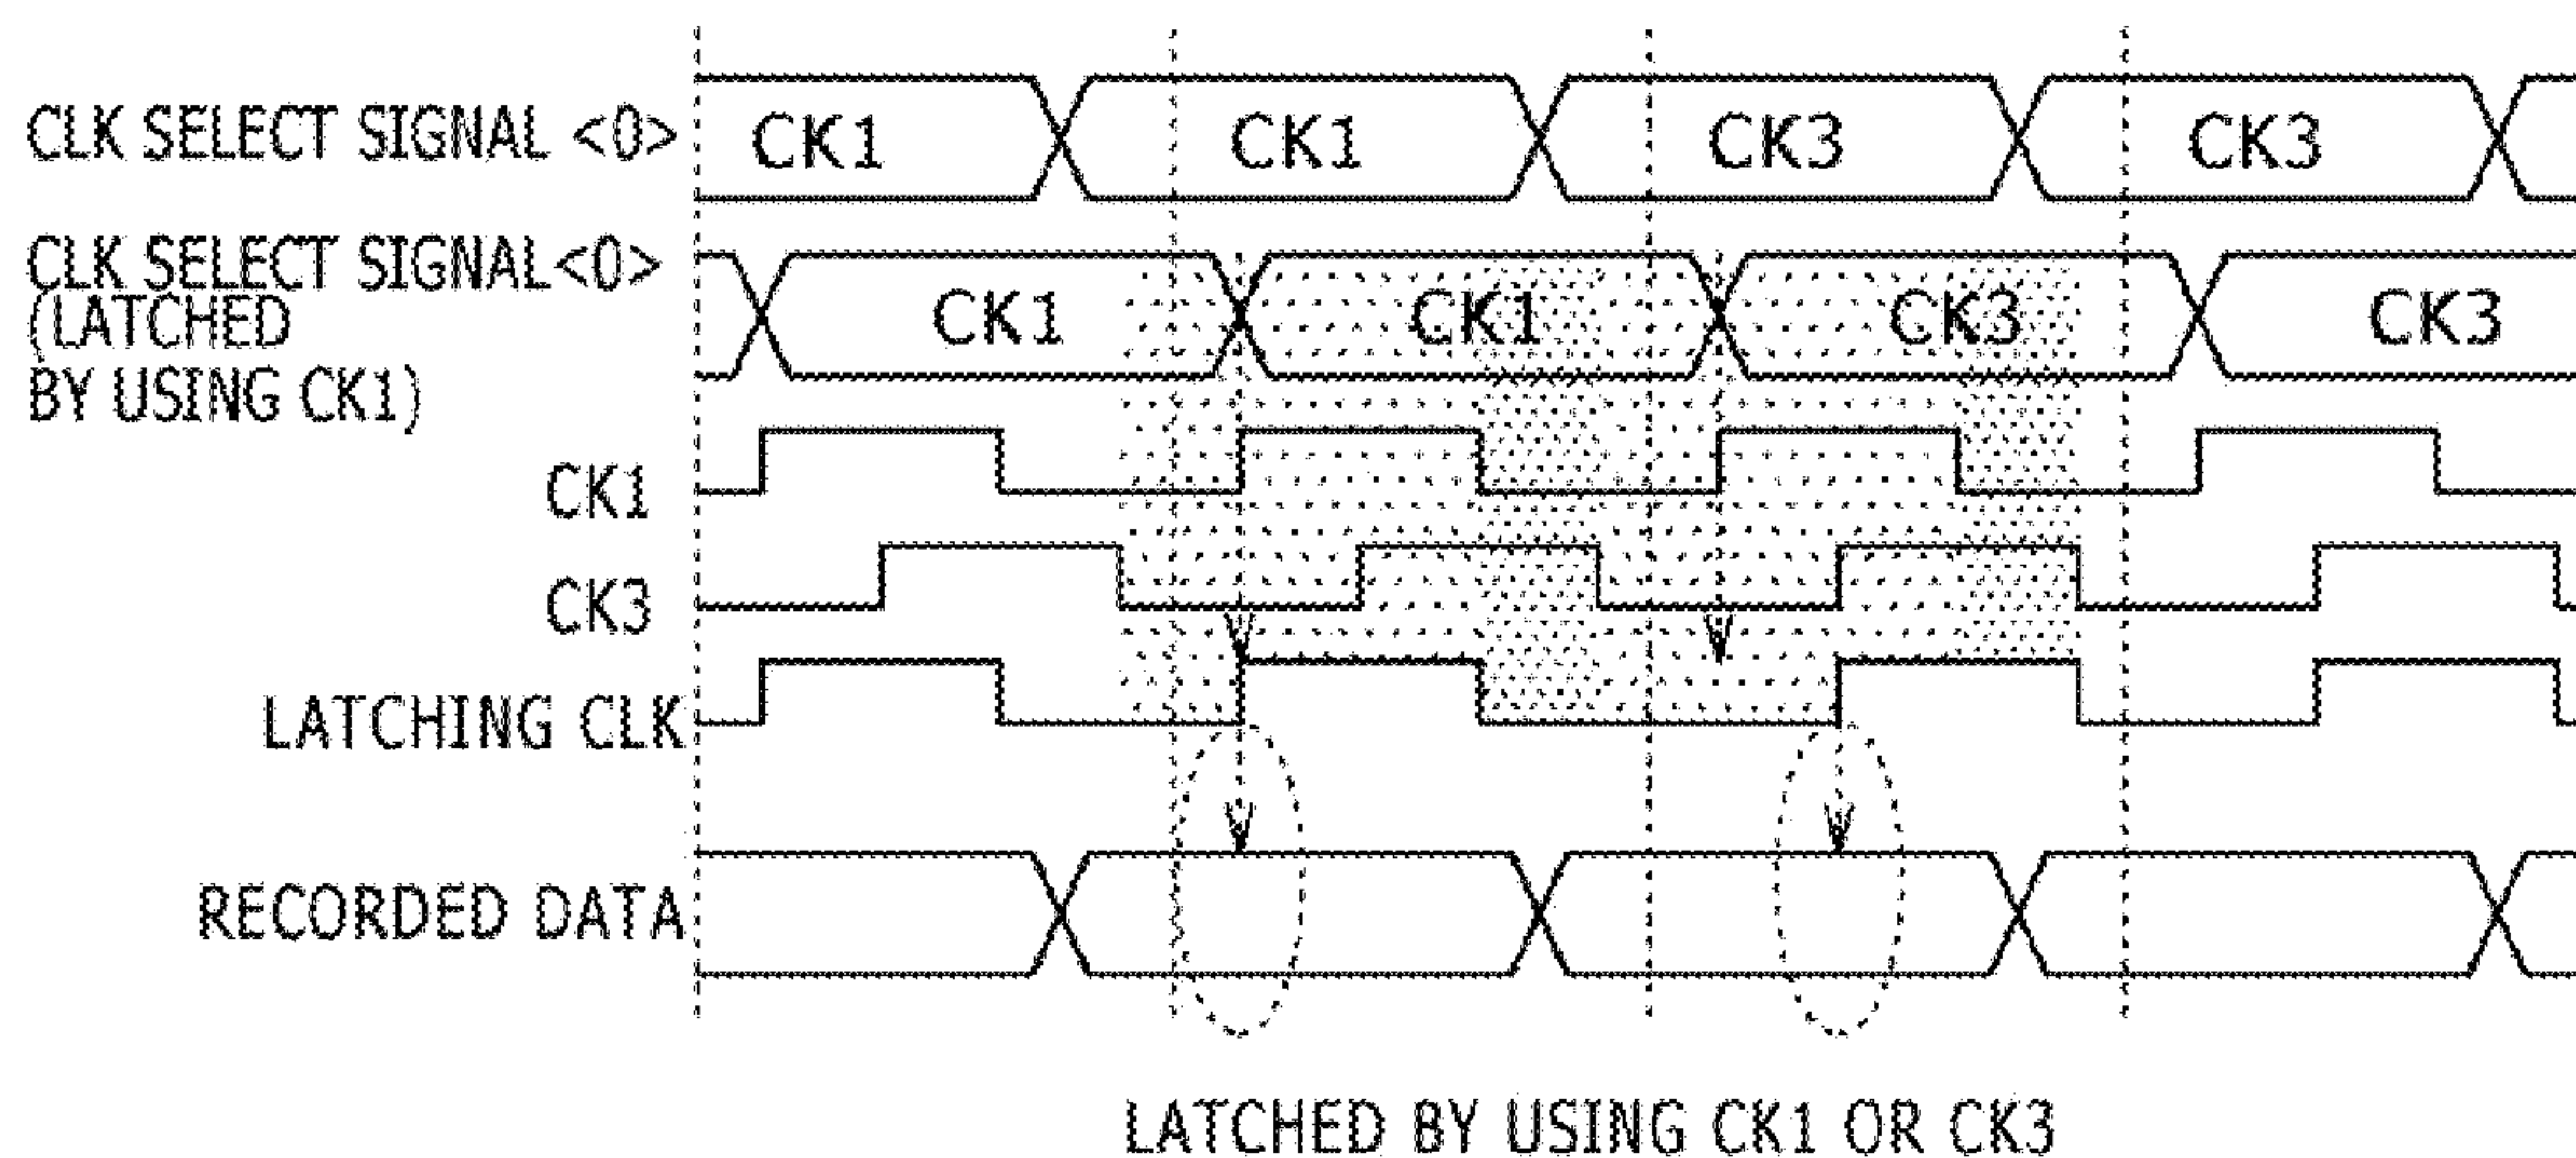 CLK SELECT SIGNAL <0> CK1 CK1 CK3 CK3
CLK SELECT SIGNAL<0>
(LATCHED CK1 CK1 CK3 CK3
BY USING CK1)
CK1
CK3
LATCHING CLK
RECORDED DATA
LATCHED BY USING CK1 OR CK3